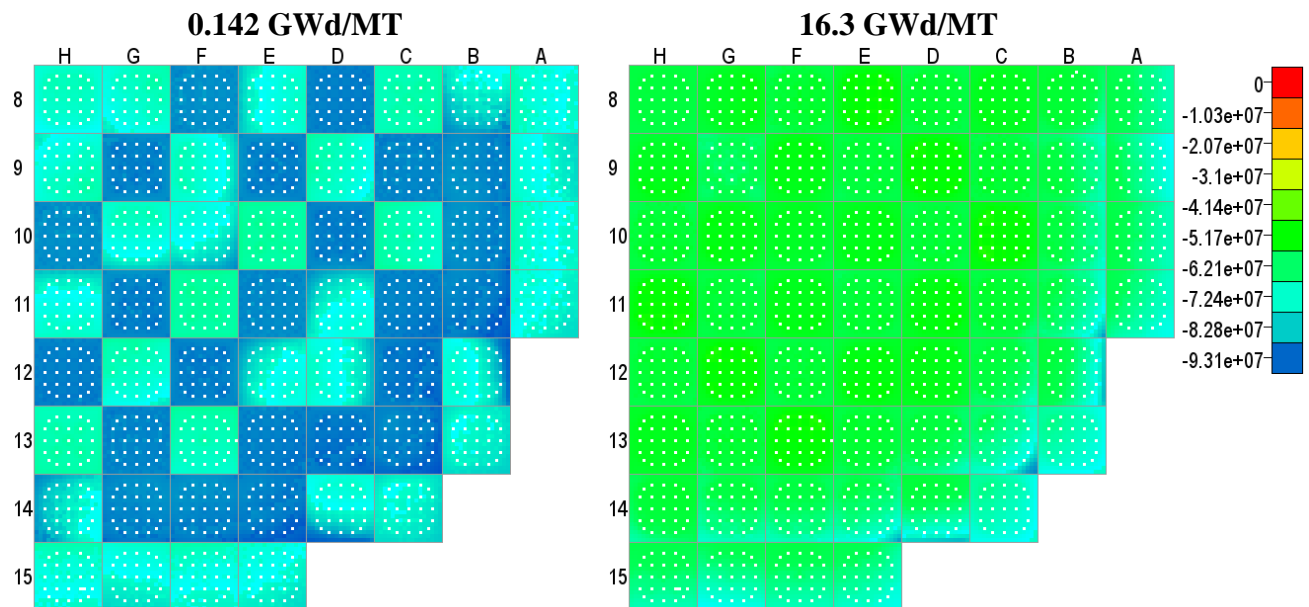 0.142 GWd/MT
16.3 GWd/MT
H G F E D C B A
H G F E D C B A
8
9
10
11
12
13
14
15
8
9
10
11
12
13
14
15
0
-1.03e+07
-2.07e+07
-3.1e+07
-4.14e+07
-5.17e+07
-6.21e+07
-7.24e+07
-8.28e+07
-9.31e+07